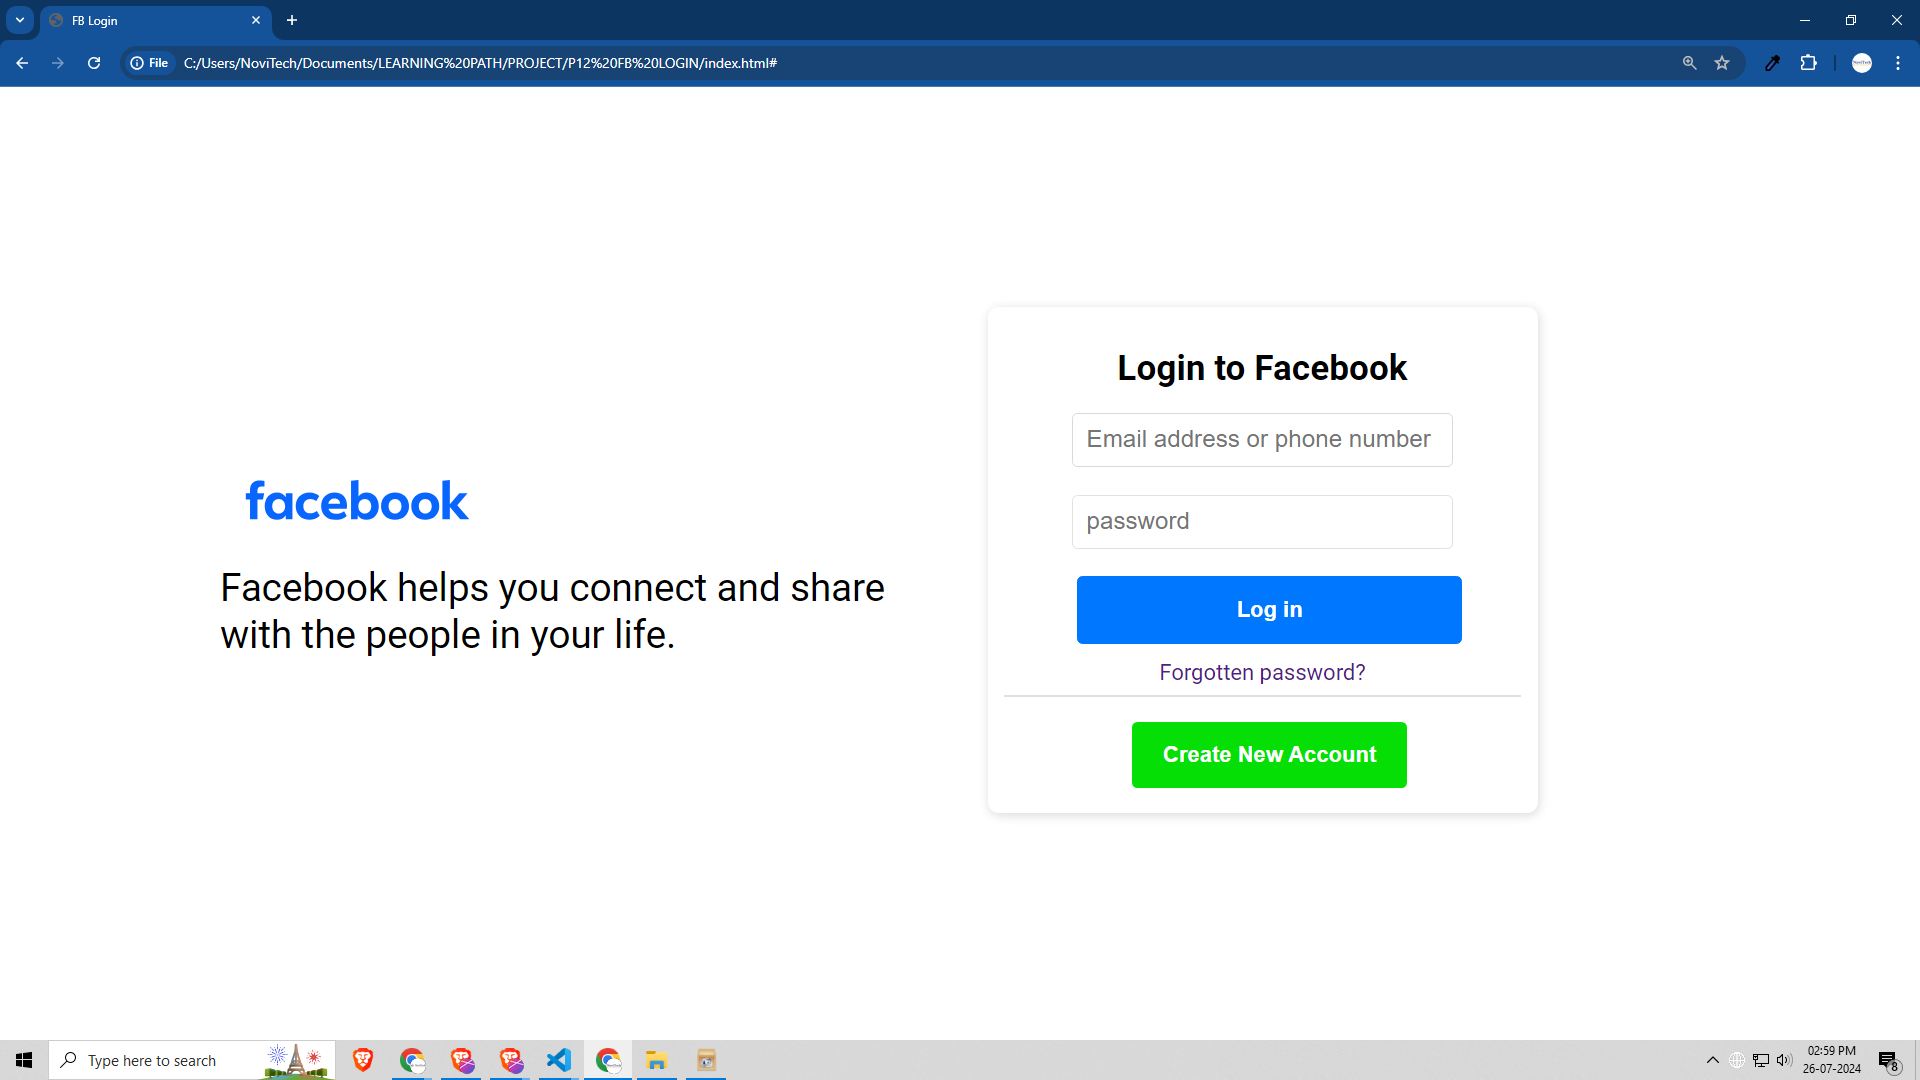 FB Login
File
C:/Users/NoviTech/Documents/LEARNING%20PATH/PROJECT/P12%20FB%20LOGIN/index.html#
facebook
Facebook helps you connect and share
with the people in your life.
Login to Facebook
Email address or phone number
password
Log in
Forgotten password?
Create New Account
Type here to search
02:59 PM
26-07-2024
8